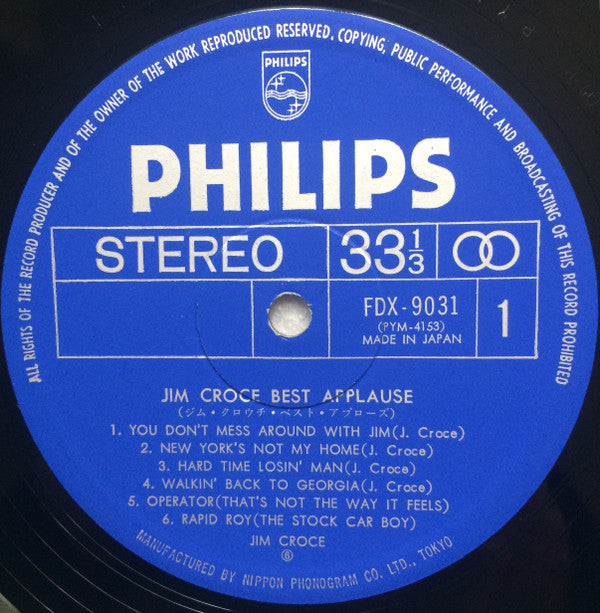 ALL RIGHTS OF THE RECORD PRODUCER AND OF THE OWNER OF THE WORK REPRODUCED RESERVED. COPYING, PUBLIC PERFORMANCE AND BROADCASTING OF THIS RECORD PROHIBITED
PHILIPS
PHILIPS
STEREO
33 1/3
FDX-9031
(PYM-4153)
MADE IN JAPAN
1
JIM CROCE BEST APPLAUSE
(ジム・クロウチ・ベスト・アプローズ)
1. YOU DON'T MESS AROUND WITH JIM(J. Croce)
2. NEW YORK'S NOT MY HOME(J. Croce)
3. HARD TIME LOSIN' MAN(J. Croce)
4. WALKIN' BACK TO GEORGIA(J. Croce)
5. OPERATOR(THAT'S NOT THE WAY IT FEELS)
6. RAPID ROY(THE STOCK CAR BOY)
JIM CROCE
⑥
MANUFACTURED BY NIPPON PHONOGRAM CO. LTD., TOKYO